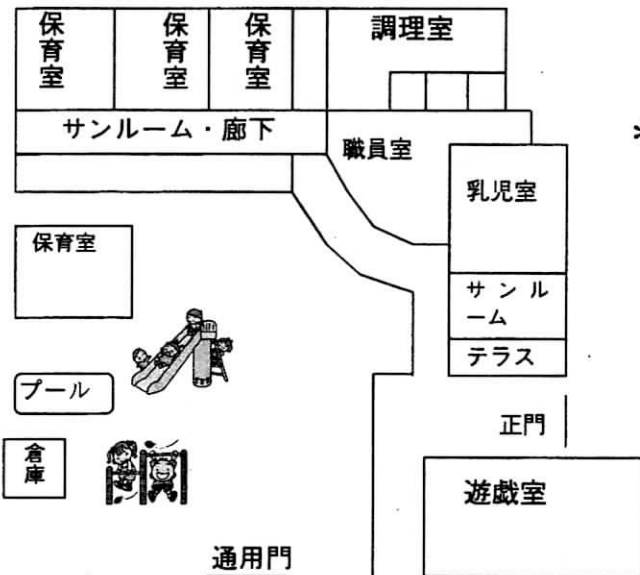 保育室
保育室
保育室
調理室
サンルーム・廊下
職員室
乳児室
保育室
サンル
ーム
テラス
プール
正門
倉庫
遊戯室
通用門